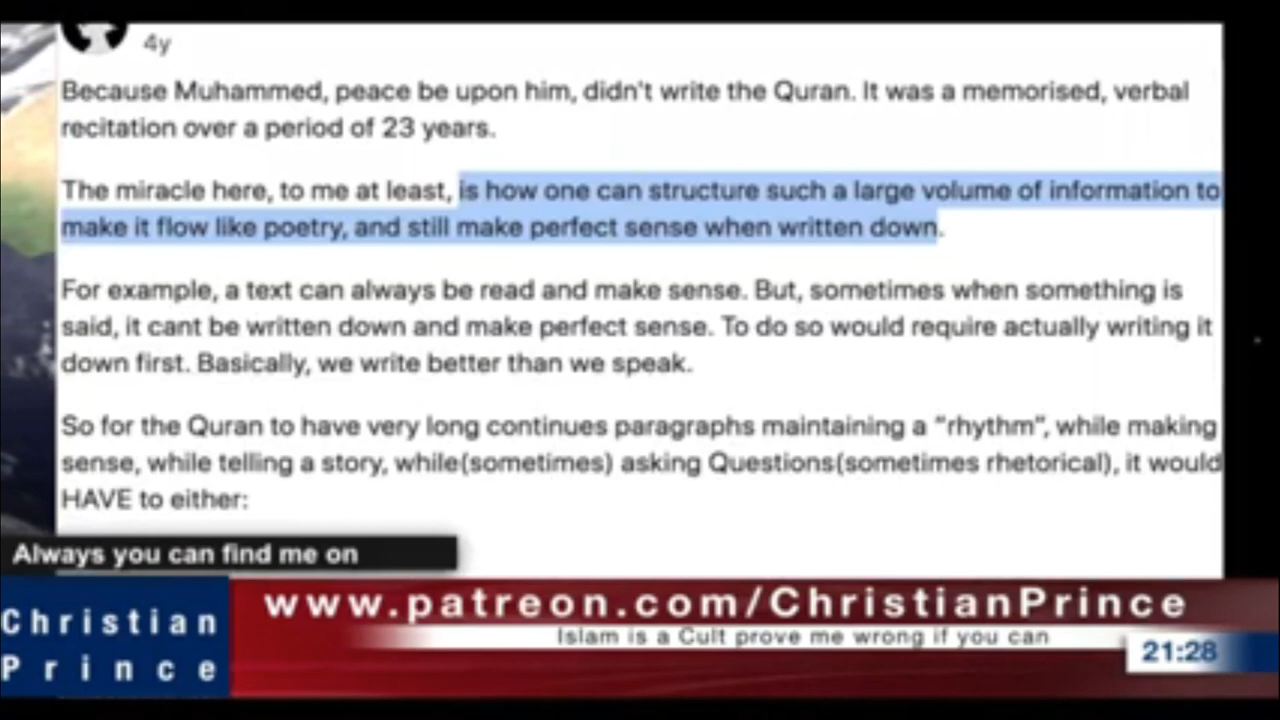 4y
Because Muhammed, peace be upon him, didn't write the Quran. It was a memorised, verbal
recitation over a period of 23 years.
The miracle here, to me at least, is how one can structure such a large volume of information to
make it flow like poetry, and still make perfect sense when written down.
For example, a text can always be read and make sense. But, sometimes when something is
said, it cant be written down and make perfect sense. To do so would require actually writing it
down first. Basically, we write better than we speak.
So for the Quran to have very long continues paragraphs maintaining a "rhythm", while making
sense, while telling a story, while(sometimes) asking Questions(sometimes rhetorical), it would
HAVE to either:
Always you can find me on
www.patreon.com/ChristianPrince
Christian
Prince
Islam is a Cult prove me wrong if you can
21:28